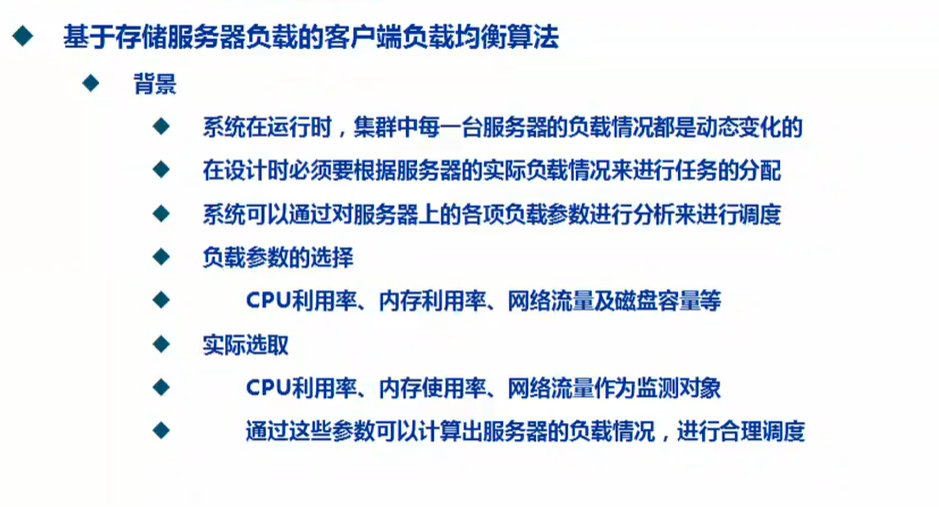 基于存储服务器负载的客户端负载均衡算法
背景
系统在运行时，集群中每一台服务器的负载情况都是动态变化的
在设计时必须要根据服务器的实际负载情况来进行任务的分配
系统可以通过对服务器上的各项负载参数进行分析来进行调度
负载参数的选择
CPU利用率、内存利用率、网络流量及磁盘容量等
实际选取
CPU利用率、内存使用率、网络流量作为监测对象
通过这些参数可以计算出服务器的负载情况，进行合理调度